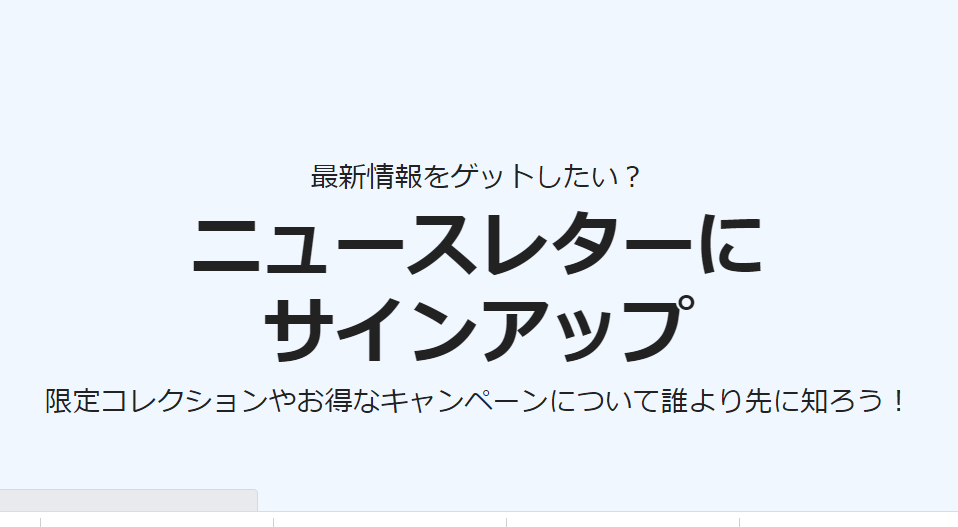 最新情報をゲットしたい？
ニュースレターに
サインアップ
限定コレクションやお得なキャンペーンについて誰より先に知ろう！